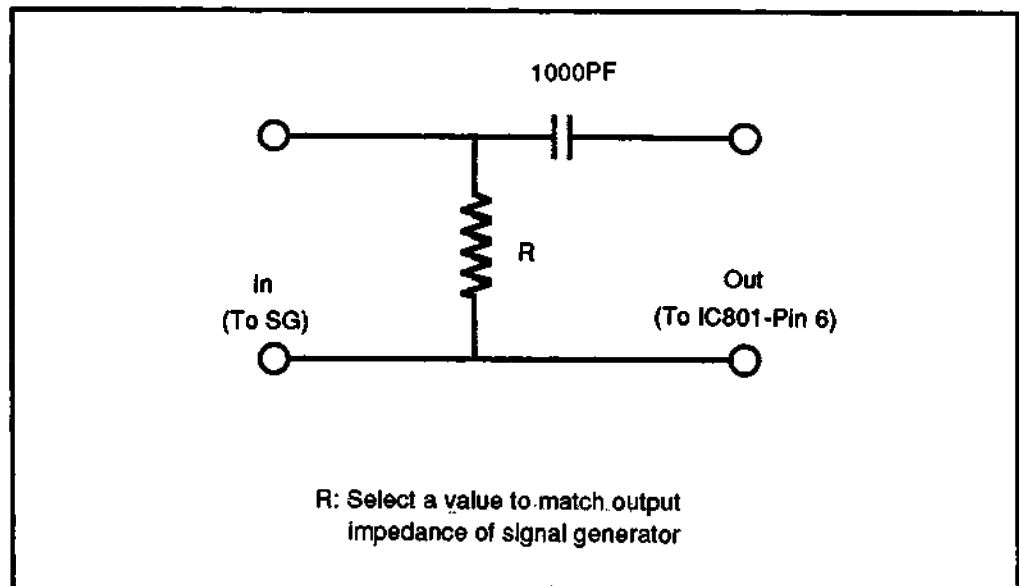 1000PF
R
In
(To SG)
Out
(To IC801-Pin 6)
R: Select a value to match output
impedance of signal generator